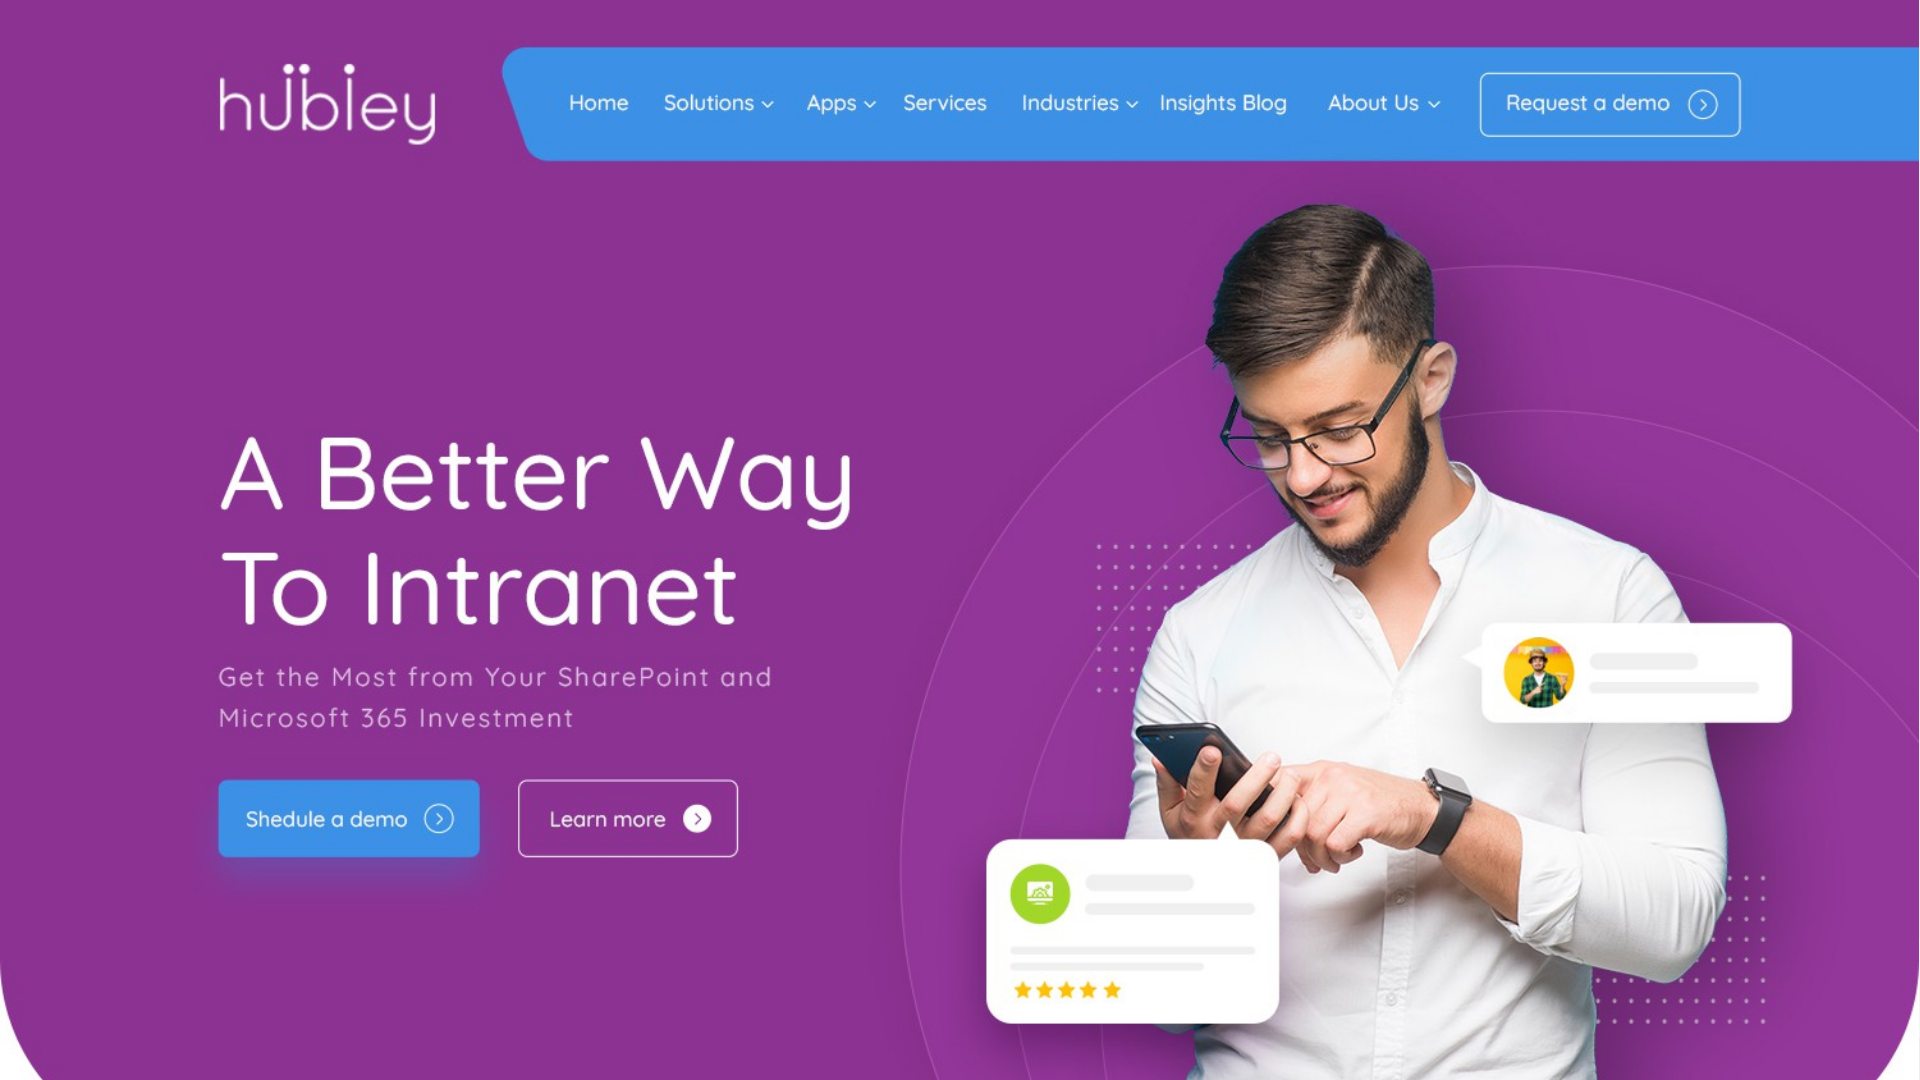 hubley
Home Solutions Apps Services Industries Insights Blog About Us Request a demo
A Better Way
To Intranet
Get the Most from Your SharePoint and
Microsoft 365 Investment
Shedule a demo Learn more